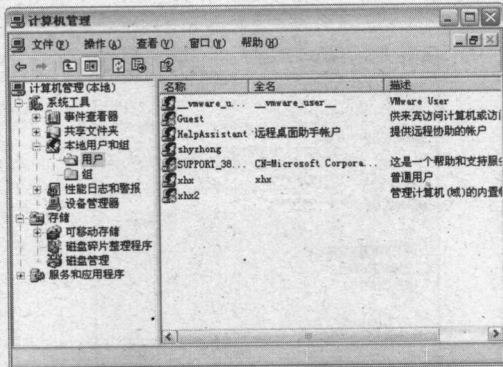 计算机管理
文件(F) 操作(A) 查看(V) 窗口(W) 帮助(H)
计算机管理(本地)
系统工具
事件查看器
共享文件夹
本地用户和组
用户
组
性能日志和警报
设备管理器
存储
可移动存储
磁盘碎片整理程序
磁盘管理
服务和应用程序
名称 全名 描述
__vmware_u... __vmware_user__ VMware User
Guest 供来宾访问计算机或访
HelpAssistant 远程桌面助手帐户 提供远程协助的帐户
shyzhong
SUPPORT_38... CN=Microsoft Corpora... 这是一个帮助和支持服
xhx xhx 普通用户
xhx2 管理计算机(域)的内置